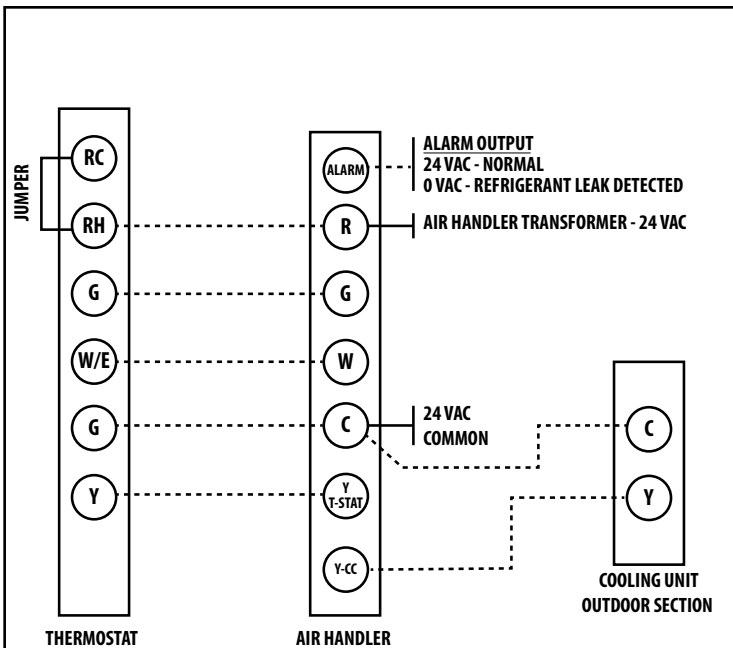 JUMPER
RC
RH
G
W/E
G
Y
THERMOSTAT
ALARM
R
G
W
C
Y
T-STAT
Y-CC
AIR HANDLER
ALARM OUTPUT
24 VAC - NORMAL
0 VAC - REFRIGERANT LEAK DETECTED
AIR HANDLER TRANSFORMER - 24 VAC
24 VAC
COMMON
C
Y
COOLING UNIT
OUTDOOR SECTION